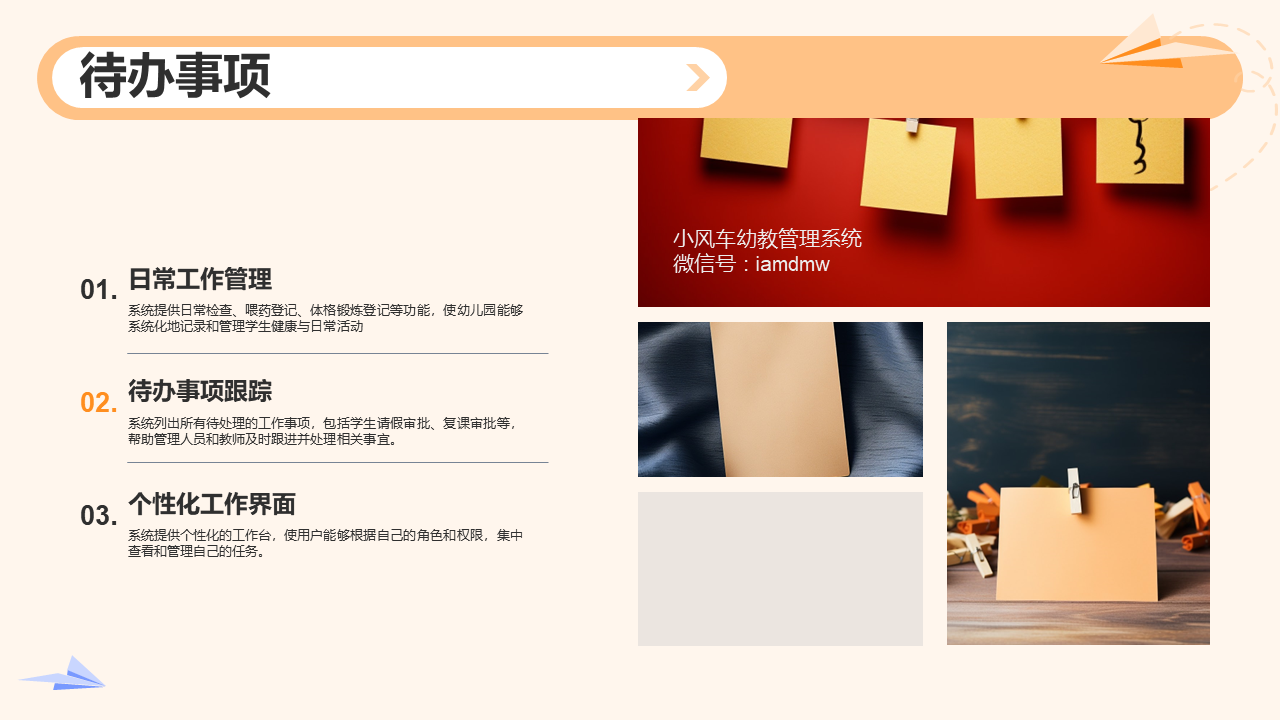 待办事项
小风车幼教管理系统
微信号：iamdmw
01.
日常工作管理
系统提供日常检查、喂药登记、体格锻炼登记等功能，使幼儿园能够
系统化地记录和管理学生健康与日常活动
02.
待办事项跟踪
系统列出所有待处理的工作事项，包括学生请假审批、复课审批等，
帮助管理人员和教师及时跟进并处理相关事宜。
03.
个性化工作界面
系统提供个性化的工作台，使用户能够根据自己的角色和权限，集中
查看和管理自己的任务。